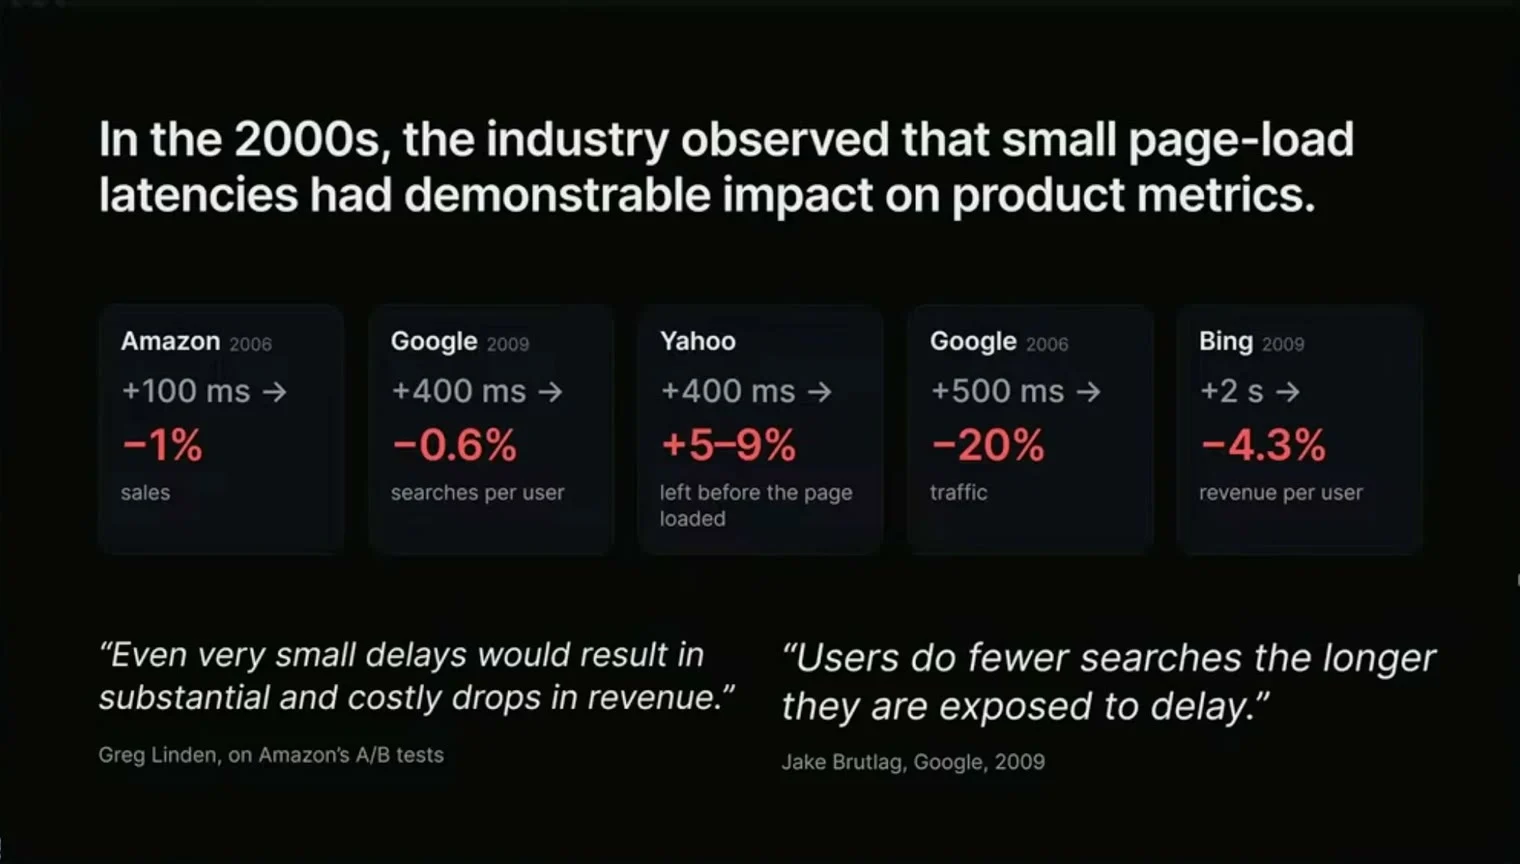 In the 2000s, the industry observed that small page-load
latencies had demonstrable impact on product metrics.
Amazon 2006
+100 ms →
−1%
sales
Google 2009
+400 ms →
−0.6%
searches per user
Yahoo
+400 ms →
+5–9%
left before the page
loaded
Google 2006
+500 ms →
−20%
traffic
Bing 2009
+2 s →
−4.3%
revenue per user
“Even very small delays would result in
substantial and costly drops in revenue.”
Greg Linden, on Amazon’s A/B tests
“Users do fewer searches the longer
they are exposed to delay.”
Jake Brutlag, Google, 2009